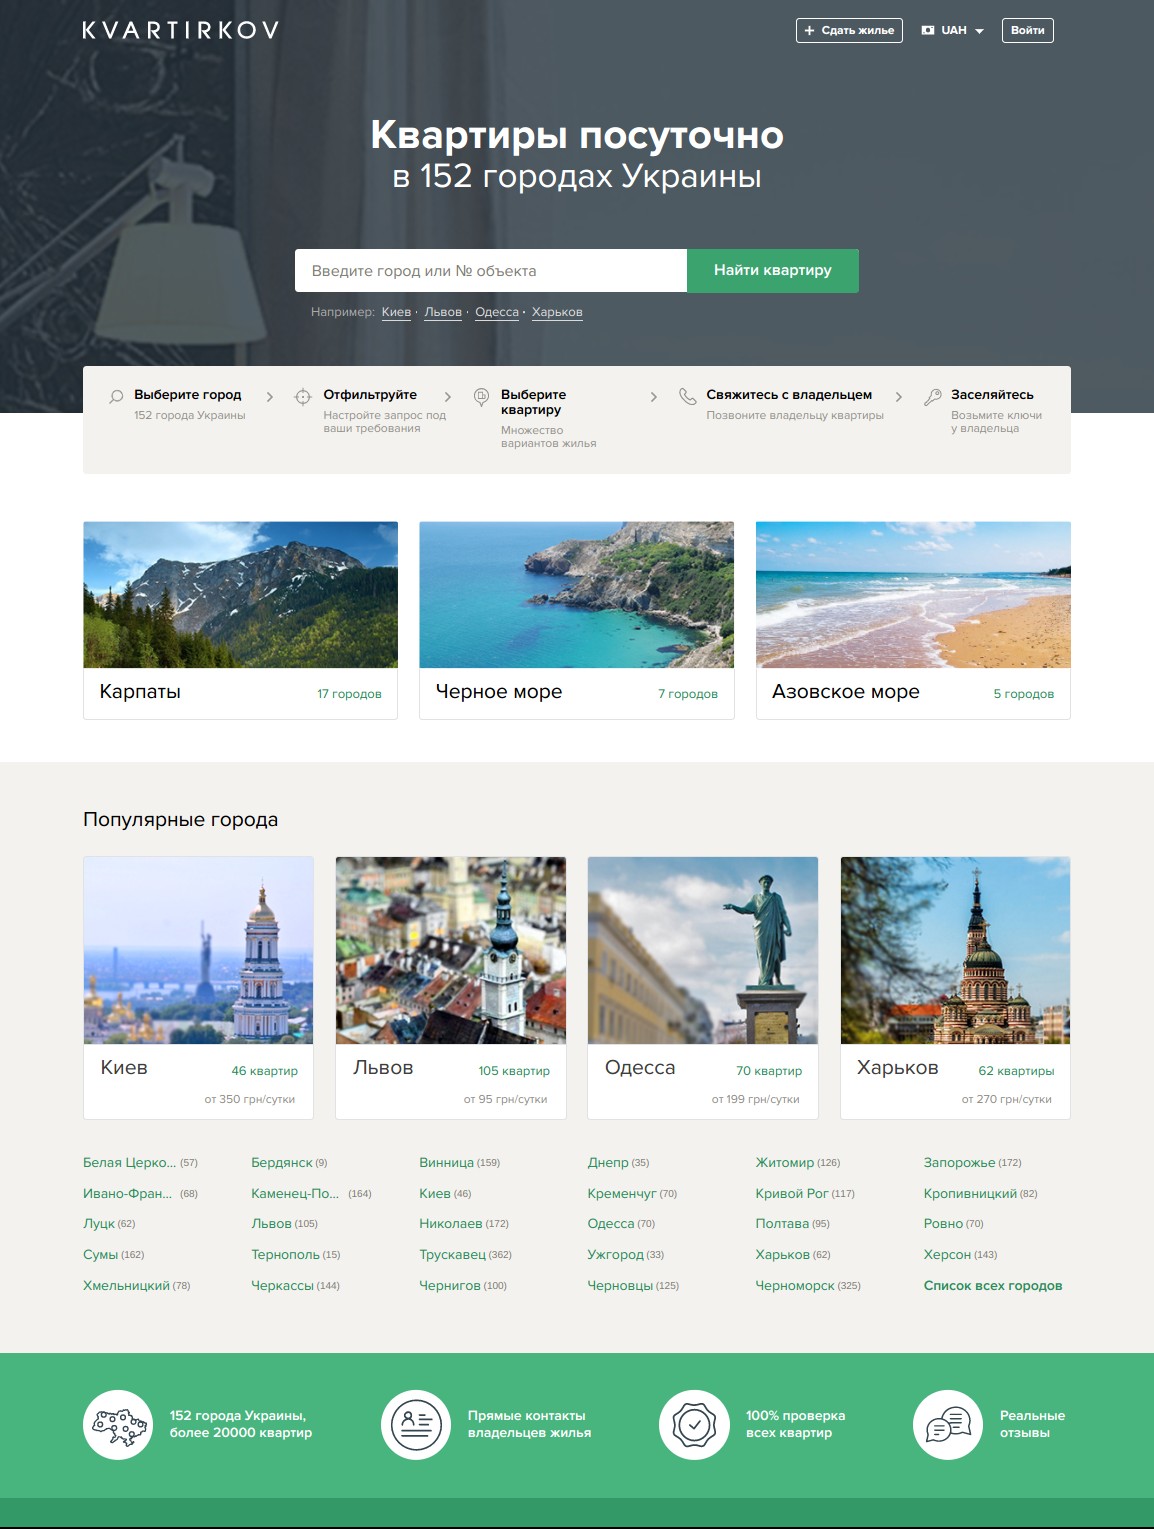 KVARTIRKOV
+ Сдать жилье
UAH
Войти
Квартиры посуточно
в 152 городах Украины
Введите город или № объекта
Найти квартиру
Например: Киев · Львов · Одесса · Харьков
Выберите город
152 города Украины
Отфильтруйте
Настройте запрос под
ваши требования
Выберите
квартиру
Множество
вариантов жилья
Свяжитесь с владельцем
Позвоните владельцу квартиры
Заселяйтесь
Возьмите ключи
у владельца
Карпаты 17 городов
Черное море 7 городов
Азовское море 5 городов
Популярные города
Киев 46 квартир
от 350 грн/сутки
Львов 105 квартир
от 95 грн/сутки
Одесса 70 квартир
от 199 грн/сутки
Харьков 62 квартиры
от 270 грн/сутки
Белая Церко... (57) Бердянск (9) Винница (159) Днепр (35) Житомир (126) Запорожье (172)
Ивано-Фран... (68) Каменец-По... (164) Киев (46) Кременчуг (70) Кривой Рог (117) Кропивницкий (82)
Луцк (62) Львов (105) Николаев (172) Одесса (70) Полтава (95) Ровно (70)
Сумы (162) Тернополь (15) Трускавец (362) Ужгород (33) Харьков (62) Херсон (143)
Хмельницкий (78) Черкассы (144) Чернигов (100) Черновцы (125) Черноморск (325) Список всех городов
152 города Украины,
более 20000 квартир
Прямые контакты
владельцев жилья
100% проверка
всех квартир
Реальные
отзывы